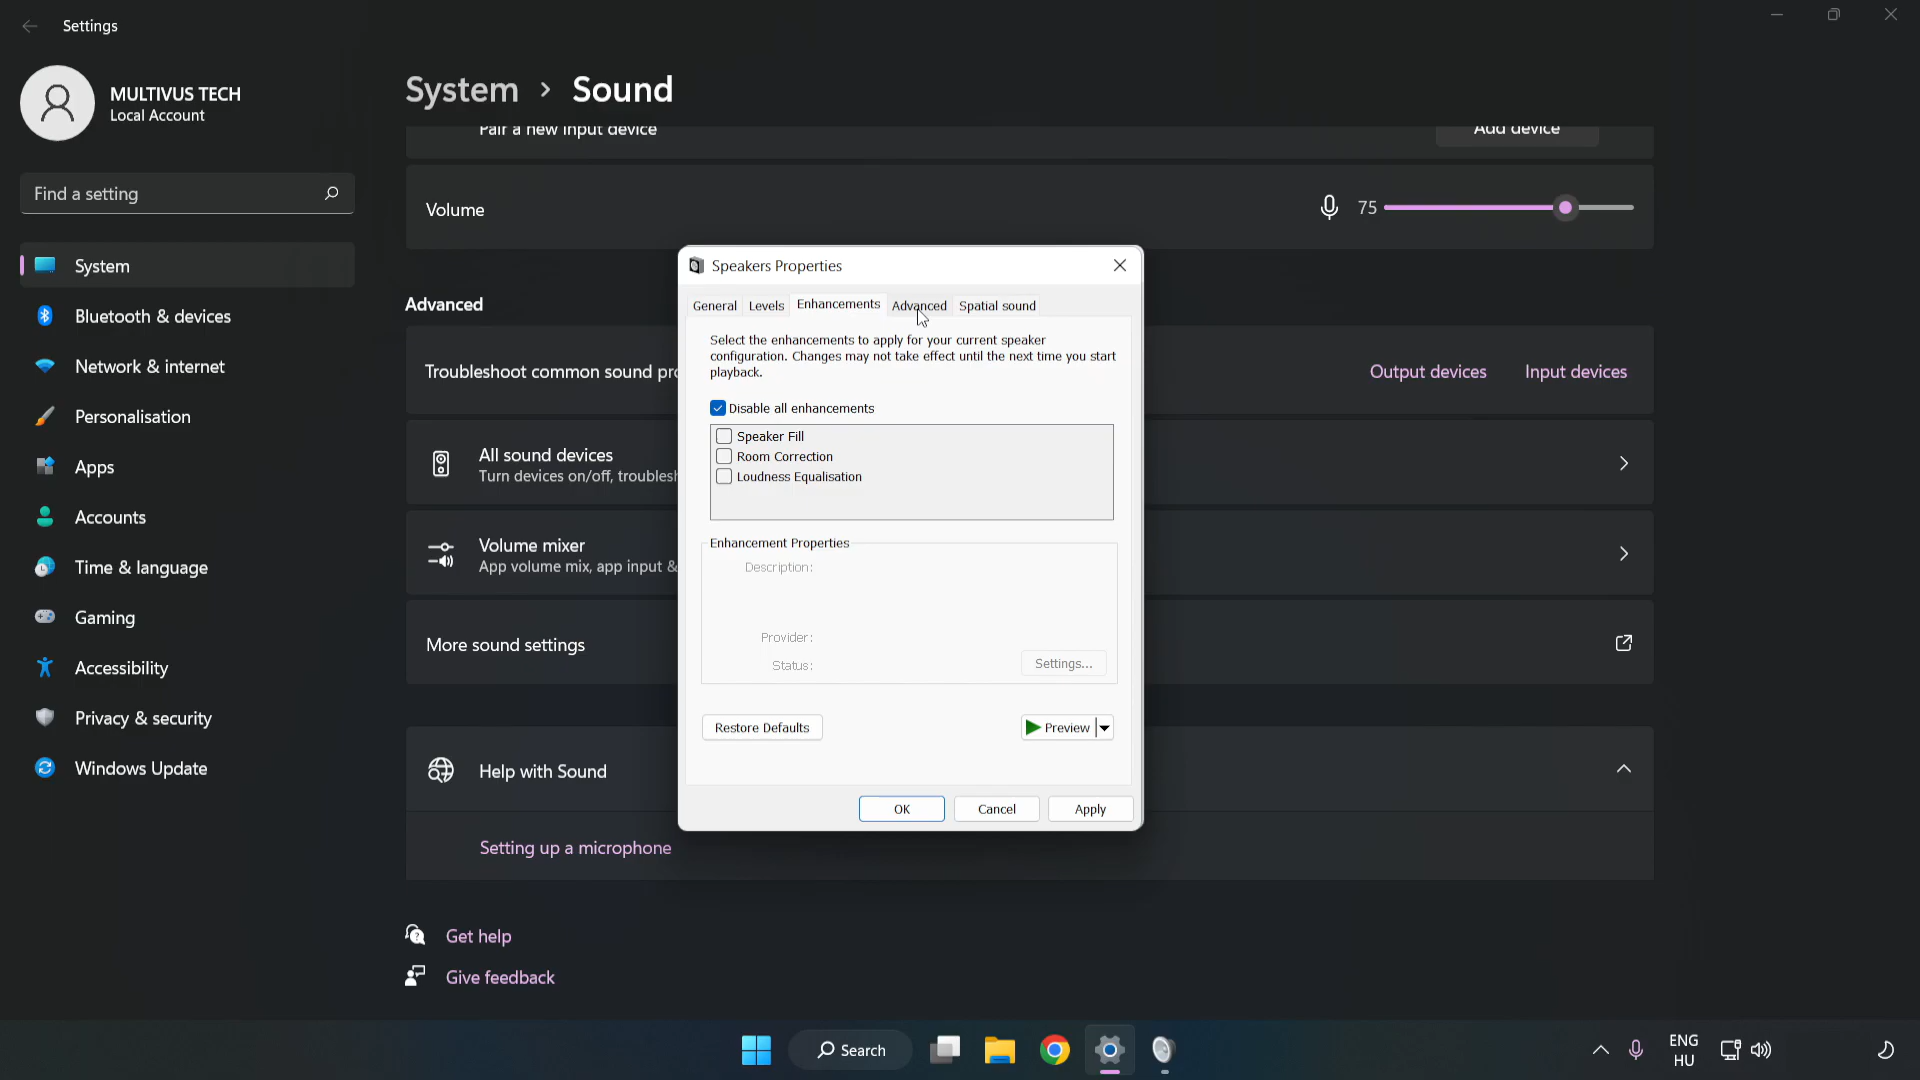 Settings
MULTIVUS TECH
Local Account
Find a setting
System
Bluetooth & devices
Network & internet
Personalisation
Apps
Accounts
Time & language
Gaming
Accessibility
Privacy & security
Windows Update
System > Sound
Pair a new input device
Add device
Volume
75
Advanced
Troubleshoot common sound pro
Output devices
Input devices
All sound devices
Turn devices on/off, troublesh
Volume mixer
App volume mix, app input &
More sound settings
Help with Sound
Setting up a microphone
Get help
Give feedback
Speakers Properties
General Levels Enhancements Advanced Spatial sound
Select the enhancements to apply for your current speaker
configuration. Changes may not take effect until the next time you start
playback.
Disable all enhancements
Speaker Fill
Room Correction
Loudness Equalisation
Enhancement Properties
Description:
Provider:
Status:
Settings...
Restore Defaults
Preview
OK
Cancel
Apply
Search
ENG
HU